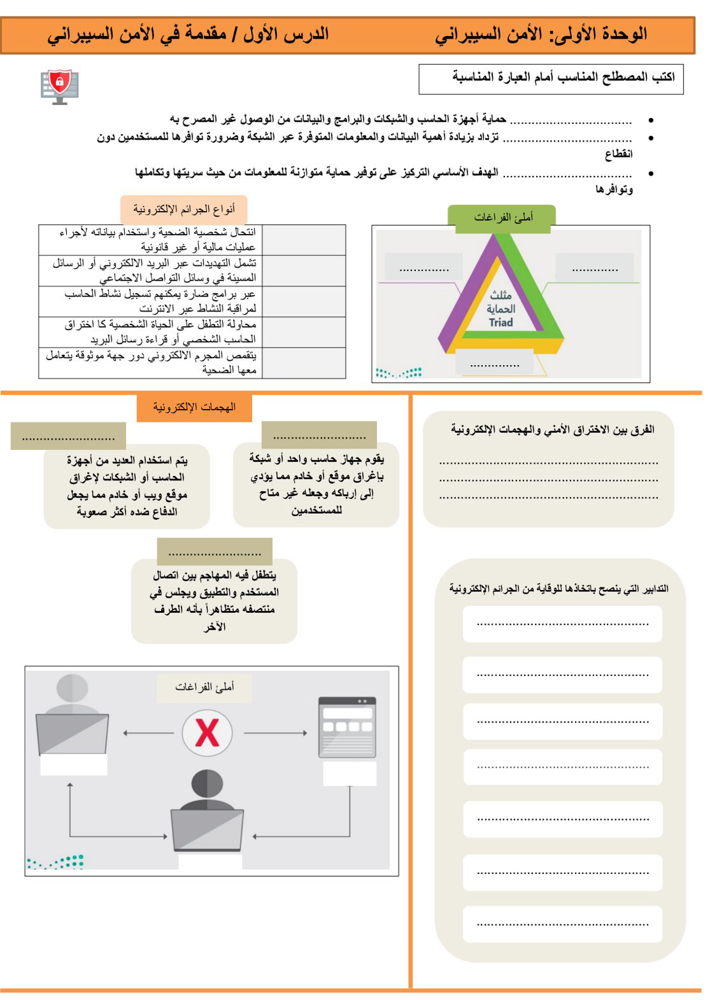 الوحدة الأولى: الأمن السيبراني
الدرس الأول / مقدمة في الأمن السيبراني
اكتب المصطلح المناسب أمام العبارة المناسبة
• .................................. حماية أجهزة الحاسب والشبكات والبرامج والبيانات من الوصول غير المصرح به
• .................................... تزداد بزيادة أهمية البيانات والمعلومات المتوفرة عبر الشبكة وضرورة توافرها للمستخدمين دون
انقطاع
• .................................... الهدف الأساسي التركيز على توفير حماية متوازنة للمعلومات من حيث سريتها وتكاملها
وتوافرها
أملئ الفراغات
.............
..............
مثلث
الحماية
Triad
..............
أنواع الجرائم الإلكترونية
انتحال شخصية الضحية واستخدام بياناته لأجراء
عمليات مالية أو غير قانونية
تشمل التهديدات عبر البريد الالكتروني أو الرسائل
المسيئة في وسائل التواصل الاجتماعي
عبر برامج ضارة يمكنهم تسجيل نشاط الحاسب
لمراقبة النشاط عبر الانترنت
محاولة التطفل على الحياة الشخصية كا اختراق
الحاسب الشخصي أو قراءة رسائل البريد
يتقمص المجرم الالكتروني دور جهة موثوقة يتعامل
معها الضحية
الفرق بين الاختراق الأمني والهجمات الإلكترونية
.............................................................
.............................................................
.............................................................
التدابير التي ينصح باتخاذها للوقاية من الجرائم الإلكترونية
................................................
................................................
................................................
................................................
................................................
................................................
................................................
الهجمات الإلكترونية
..........................
يقوم جهاز حاسب واحد أو شبكة
بإغراق موقع أو خادم مما يؤدي
إلى إرباكه وجعله غير متاح
للمستخدمين
..........................
يتم استخدام العديد من أجهزة
الحاسب أو الشبكات لإغراق
موقع ويب أو خادم مما يجعل
الدفاع ضده أكثر صعوبة
..........................
يتطفل فيه المهاجم بين اتصال
المستخدم والتطبيق ويجلس في
منتصفه متظاهراً بأنه الطرف
الآخر
أملئ الفراغات
X